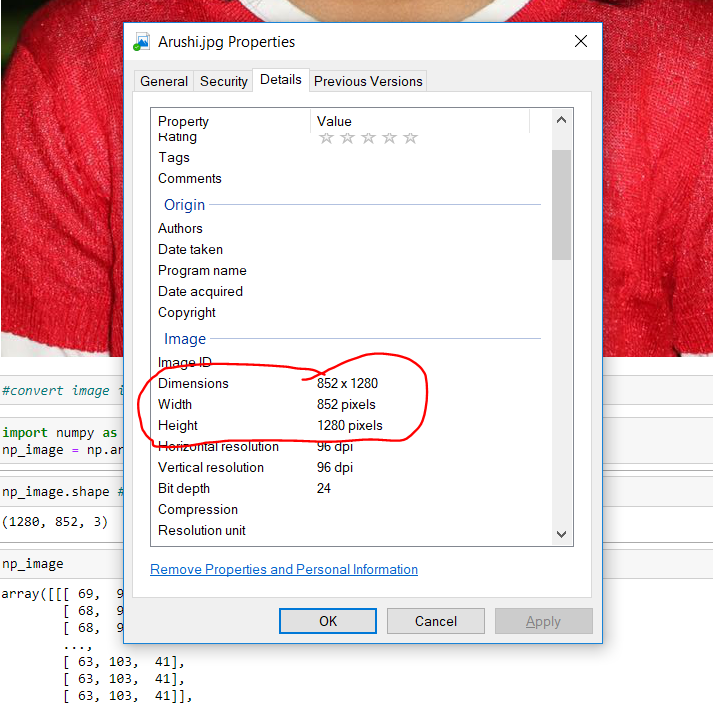 Arushi.jpg Properties
General Security Details Previous Versions
Property Value
Rating
Tags
Comments
Origin
Authors
Date taken
Program name
Date acquired
Copyright
Image
Image ID
Dimensions 852 x 1280
Width 852 pixels
Height 1280 pixels
Horizontal resolution 96 dpi
Vertical resolution 96 dpi
Bit depth 24
Compression
Resolution unit
Remove Properties and Personal Information
OK Cancel Apply
#convert image i
import numpy as
np_image = np.ar
np_image.shape #
(1280, 852, 3)
np_image
array([[[ 69, 9
[ 68, 9
[ 68, 9
...,
[ 63, 103, 41],
[ 63, 103, 41],
[ 63, 103, 41]],